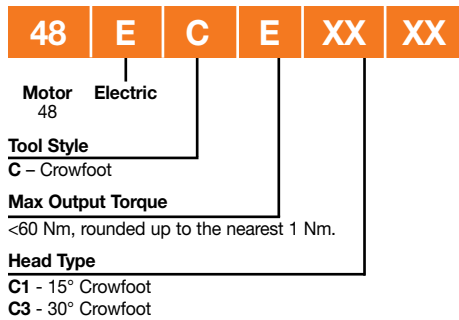 48 E C E XX XX
Motor Electric
48
Tool Style
C – Crowfoot
Max Output Torque
<60 Nm, rounded up to the nearest 1 Nm.
Head Type
C1 - 15° Crowfoot
C3 - 30° Crowfoot